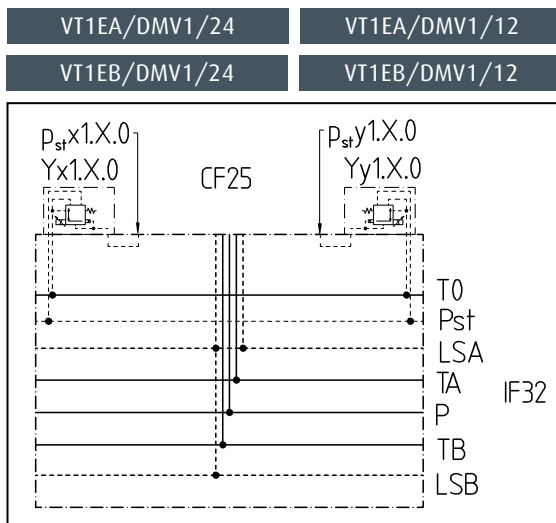 VT1EA/DMV1/24 VT1EA/DMV1/12
VT1EB/DMV1/24 VT1EB/DMV1/12
pstx1.X.0 psty1.X.0
Yx1.X.0 CF25 Yy1.X.0
T0
Pst
LSA
TA IF32
P
TB
LSB